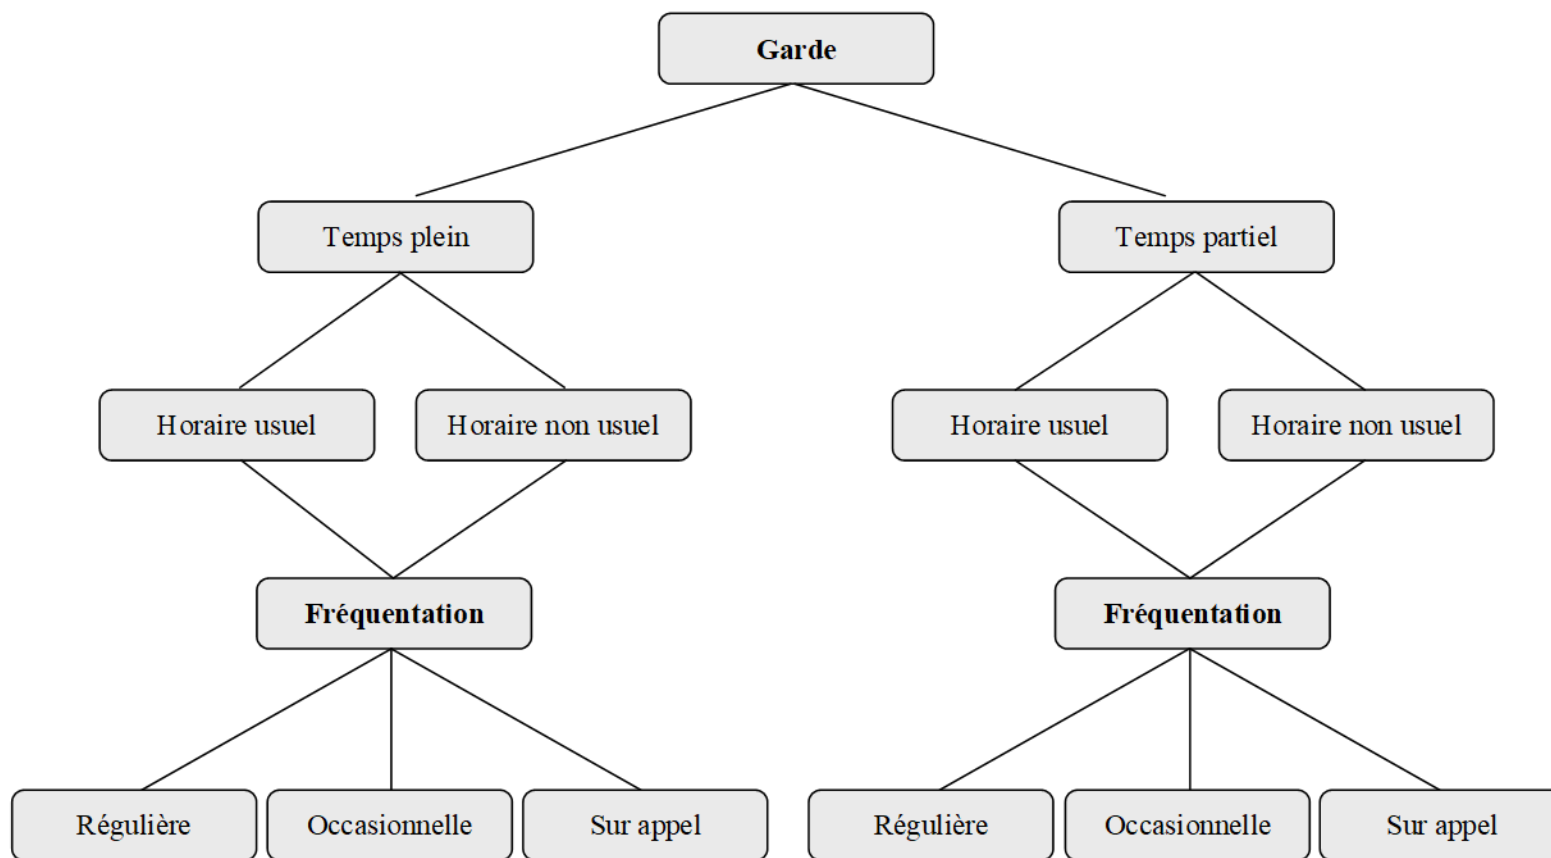 Garde
Temps plein
Temps partiel
Horaire usuel
Horaire non usuel
Horaire usuel
Horaire non usuel
Fréquentation
Fréquentation
Régulière
Occasionnelle
Sur appel
Régulière
Occasionnelle
Sur appel